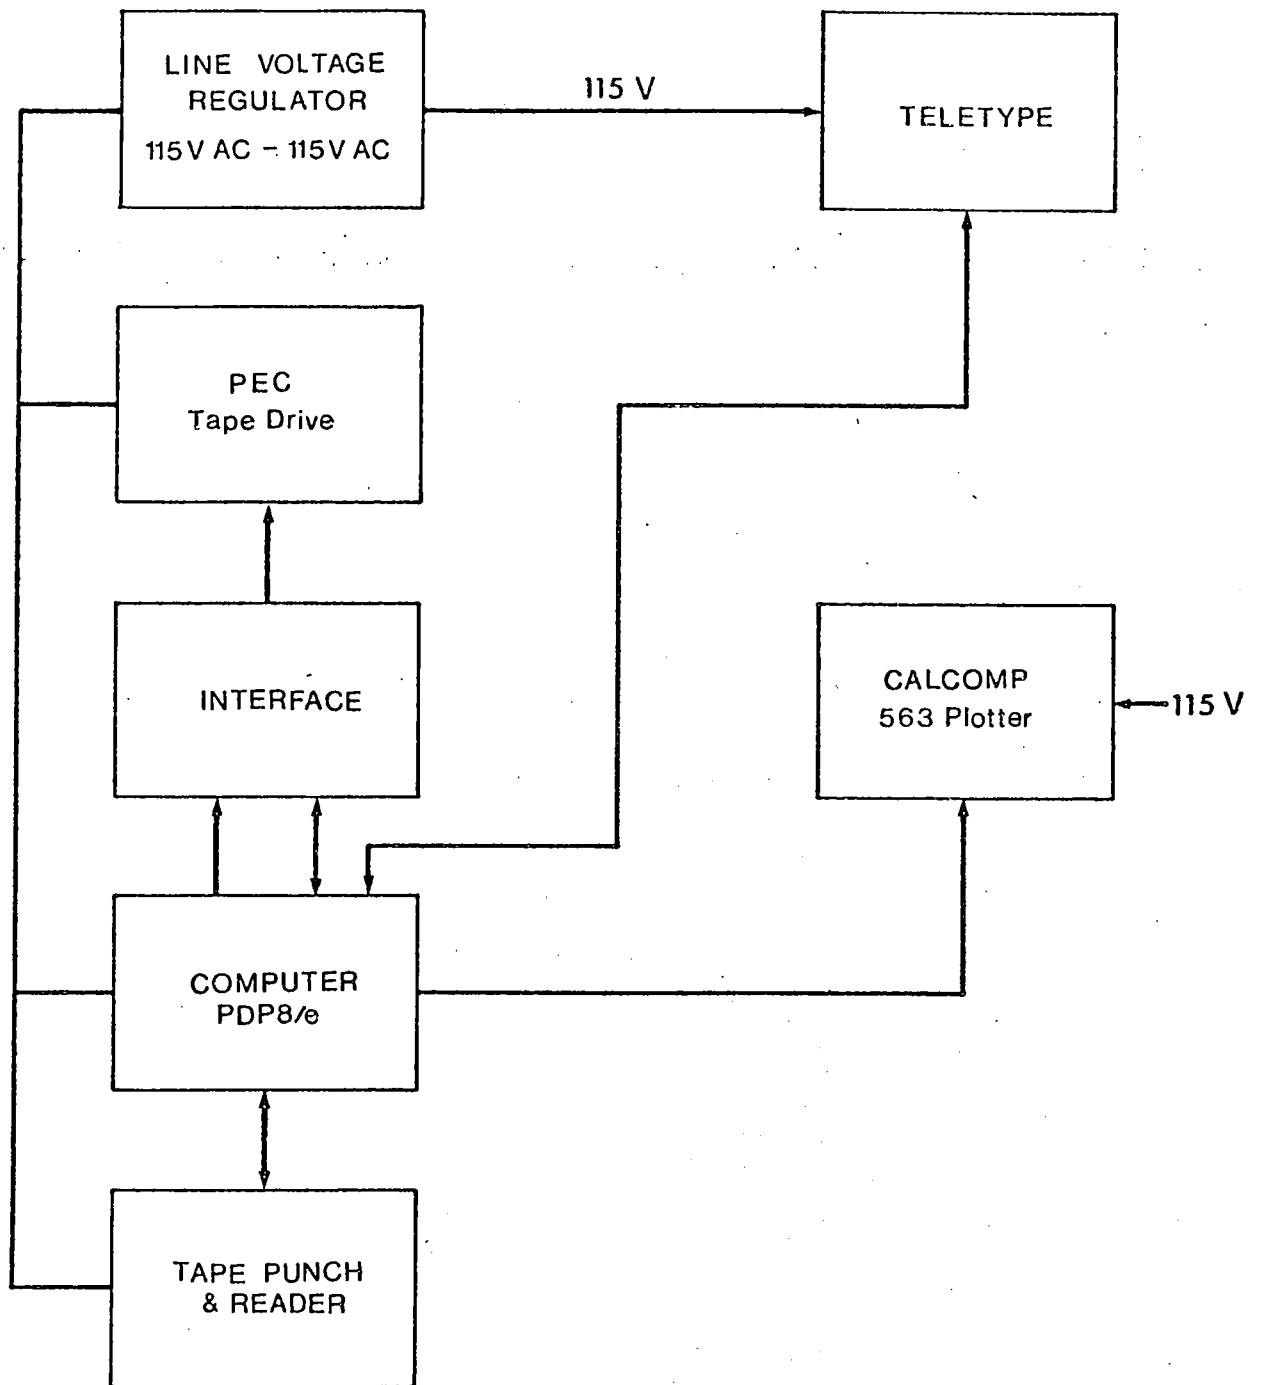 LINE VOLTAGE
REGULATOR
115V AC - 115V AC
115 V
TELETYPE
PEC
Tape Drive
INTERFACE
CALCOMP
563 Plotter
115 V
COMPUTER
PDP8/e
TAPE PUNCH
& READER